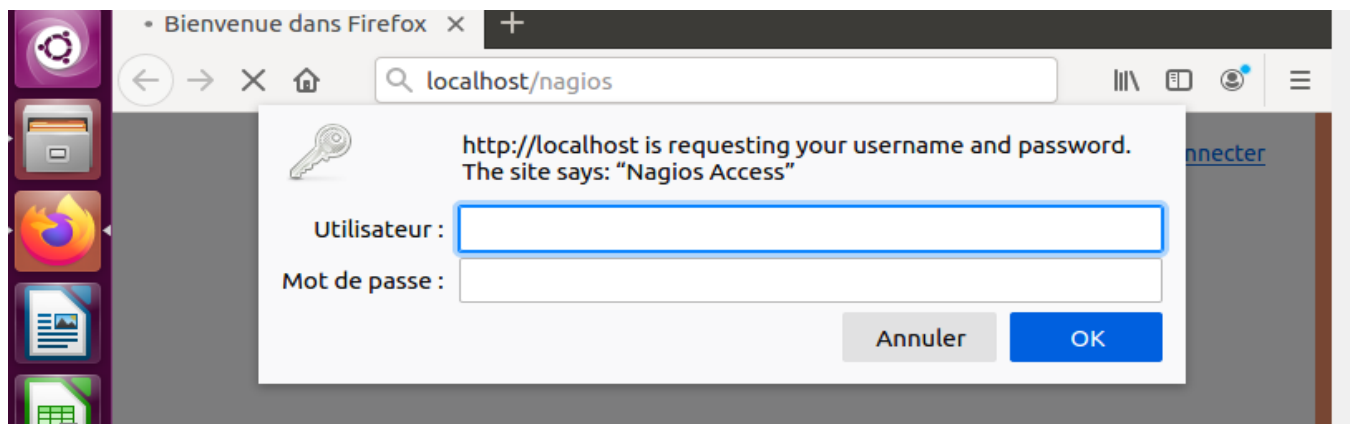 • Bienvenue dans Firefox × +
localhost/nagios
http://localhost is requesting your username and password.
nnecter
The site says: “Nagios Access”
Utilisateur :
Mot de passe :
Annuler OK